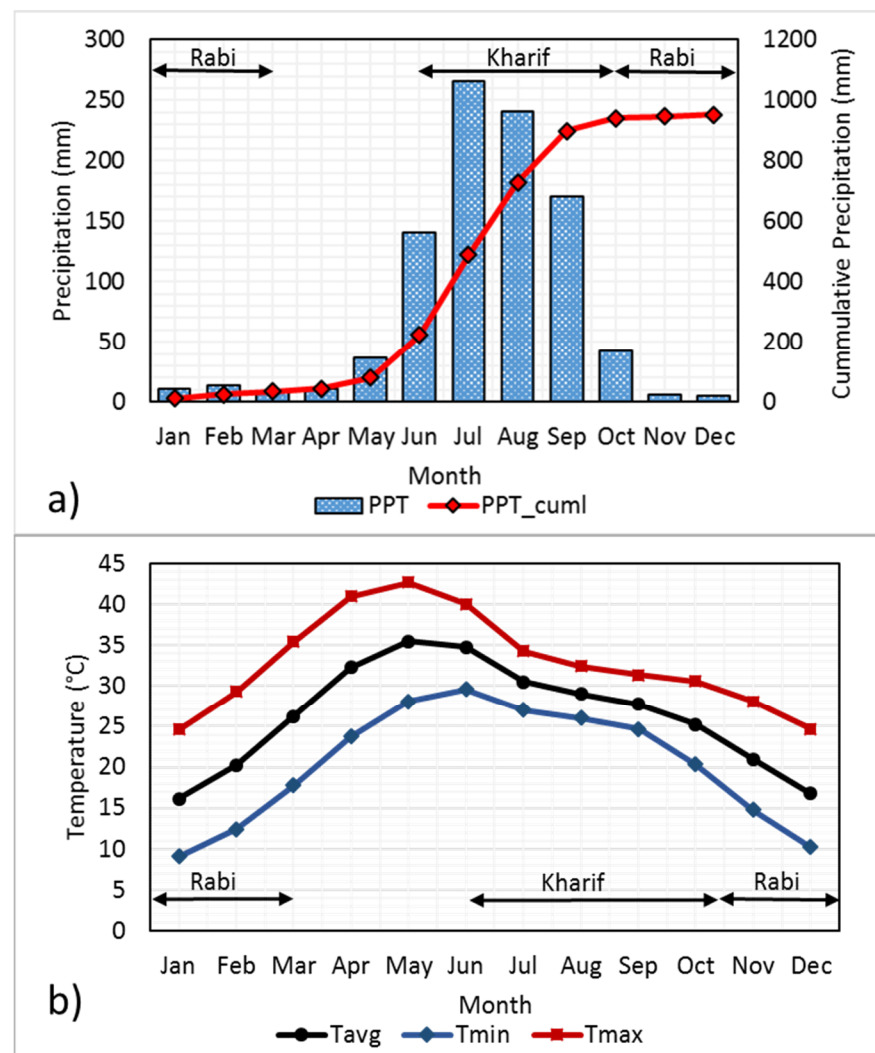 Rabi Kharif Rabi
300
250
200
150
100
50
0
Precipitation (mm)
1200
1000
800
600
400
200
0
Cummulative Precipitation (mm)
Jan Feb Mar Apr May Jun Jul Aug Sep Oct Nov Dec
Month
a)
PPT PPT_cuml
45
40
35
30
25
20
15
10
5
0
Temperature (°C)
Rabi Kharif Rabi
Jan Feb Mar Apr May Jun Jul Aug Sep Oct Nov Dec
Month
b)
Tavg Tmin Tmax